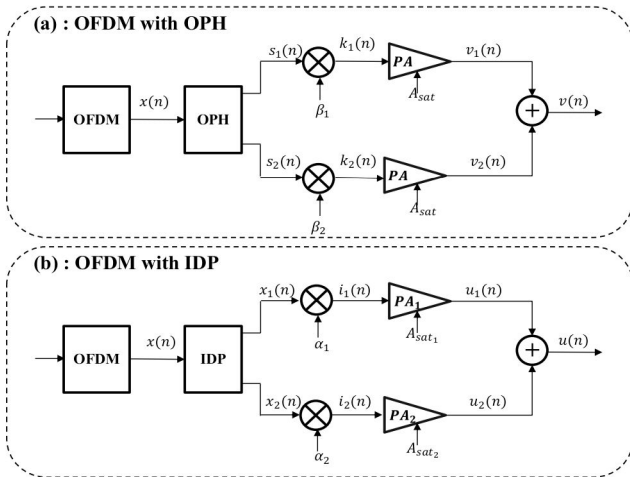 (a) : OFDM with OPH
s₁(n)
k₁(n)
PA
v₁(n)
x(n)
β₁
A_sat
OFDM
OPH
+
v(n)
s₂(n)
k₂(n)
PA
v₂(n)
β₂
A_sat
(b) : OFDM with IDP
x₁(n)
i₁(n)
PA₁
u₁(n)
x(n)
α₁
A_sat₁
OFDM
IDP
+
u(n)
x₂(n)
i₂(n)
PA₂
u₂(n)
α₂
A_sat₂